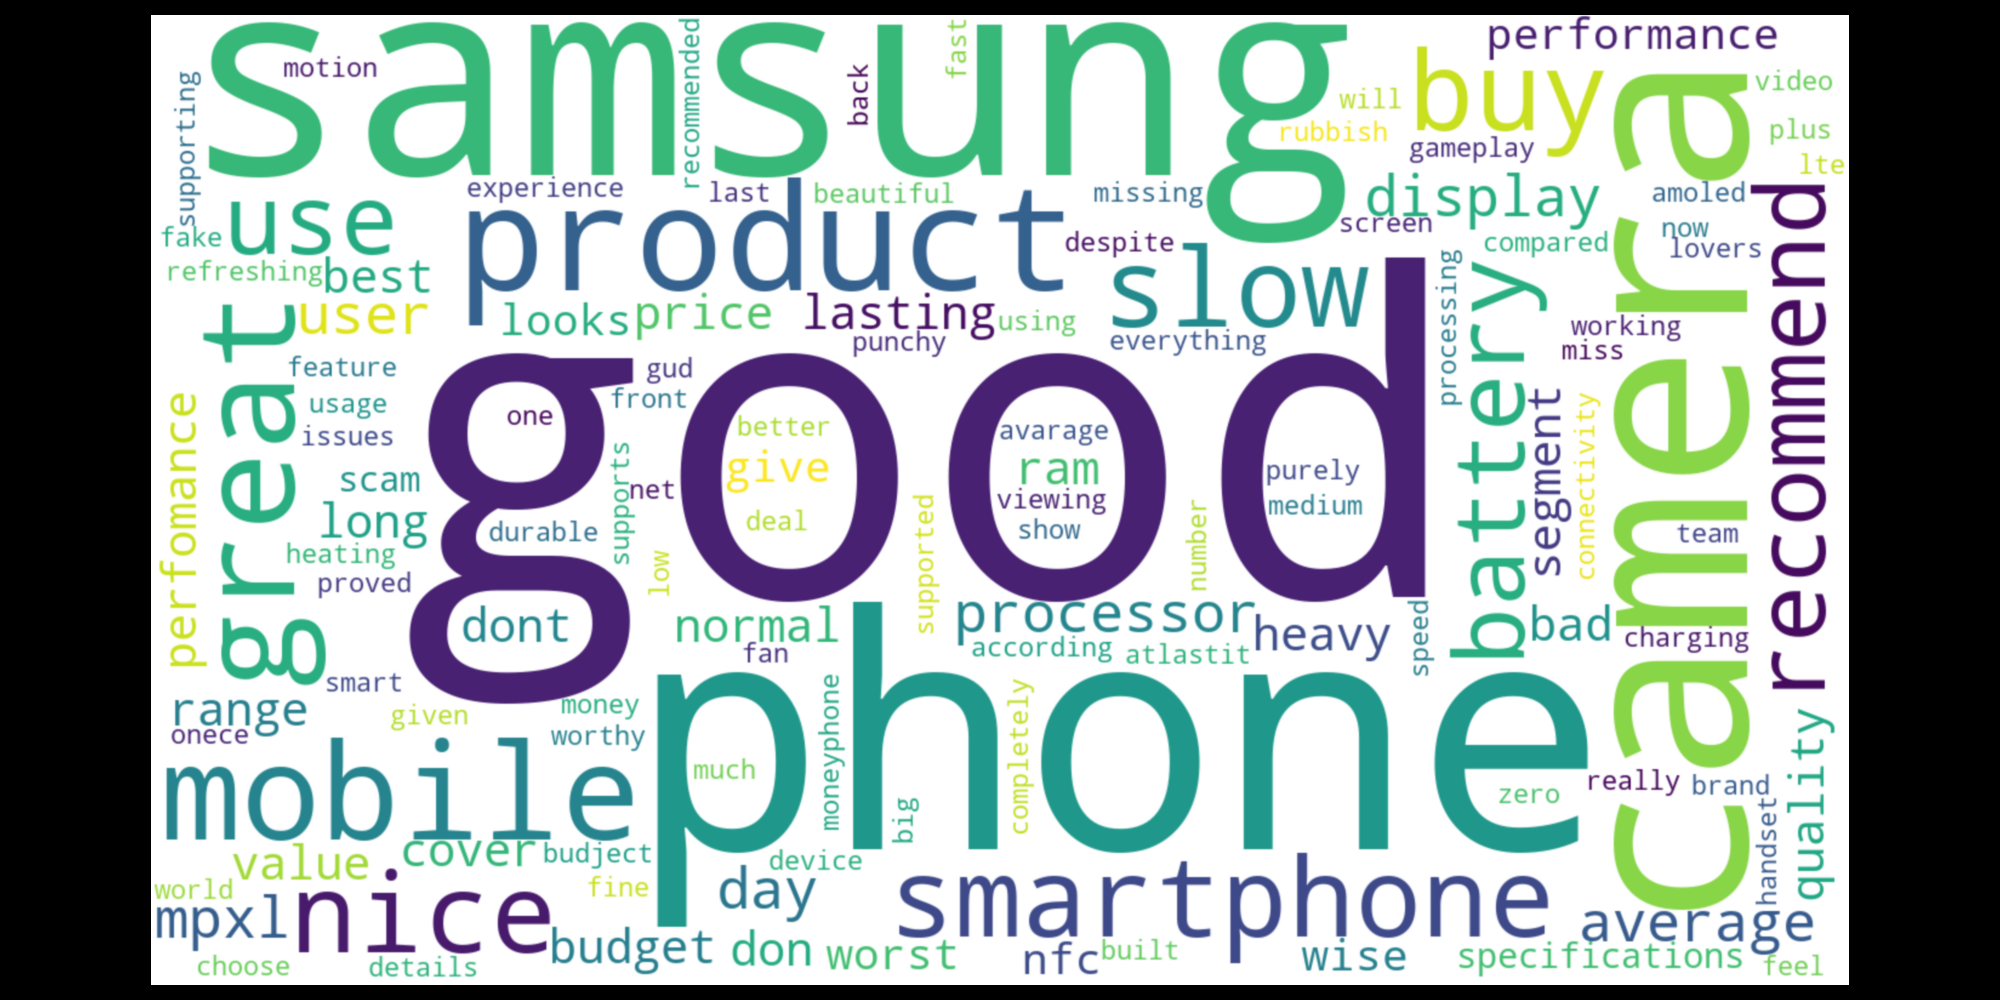 samsung
performance
motion
supporting
recommended
back
fast
will
buy
rubbish
gameplay
video
plus
lte
camera
recommend
experience
last
beautiful
missing
display
amoled
use
product
despite
screen
now
fake
compared
lovers
refreshing
best
slow
processing
battery
great
user
looks
price
lasting
using
working
punchy
everything
miss
feature
gud
good
front
usage
one
better
avarage
segment
connectivity
issues
perfomance
give
ram
purely
scam
supports
net
viewing
medium
long
durable
deal
show
supported
number
team
heating
low
proved
dont
normal
processor
heavy
speed
bad
charging
fan
according
atlastit
smart
phone
range
given
money
moneyphone
completely
quality
onece
worthy
mobile
much
big
zero
really
brand
handset
value
cover
budject
device
world
fine
day
smartphone
mpxl
nice
average
budget
don
worst
nfc
built
wise
specifications
choose
details
feel